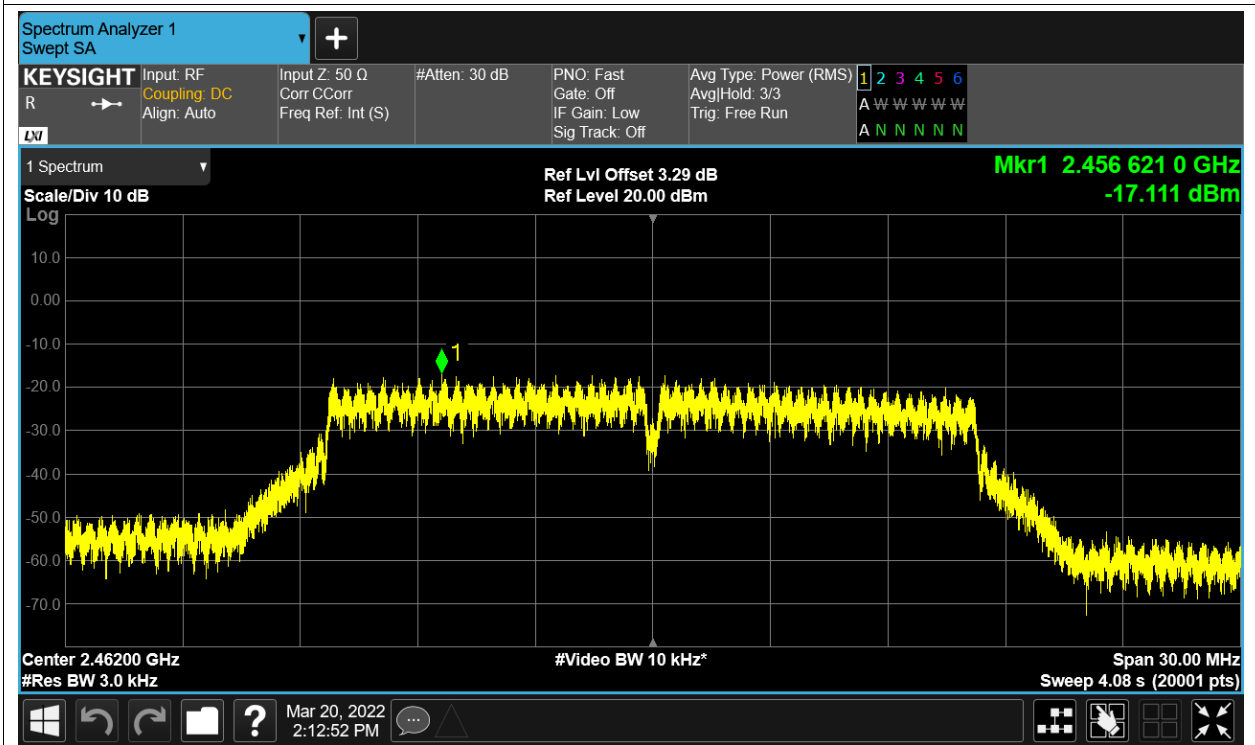 Spectrum Analyzer 1
Swept SA
KEYSIGHT
R
LXI
Input: RF
Coupling: DC
Align: Auto
Input Z: 50 Ω
Corr CCorr
Freq Ref: Int (S)
#Atten: 30 dB
PNO: Fast
Gate: Off
IF Gain: Low
Sig Track: Off
Avg Type: Power (RMS)
Avg|Hold: 3/3
Trig: Free Run
1 2 3 4 5 6
A W W W W W
A N N N N N
1 Spectrum
Scale/Div 10 dB
Log
Ref Lvl Offset 3.29 dB
Ref Level 20.00 dBm
Mkr1 2.456 621 0 GHz
-17.111 dBm
10.0
0.00
-10.0
1
-20.0
-30.0
-40.0
-50.0
-60.0
-70.0
Center 2.46200 GHz
#Res BW 3.0 kHz
#Video BW 10 kHz*
Span 30.00 MHz
Sweep 4.08 s (20001 pts)
?
Mar 20, 2022
2:12:52 PM